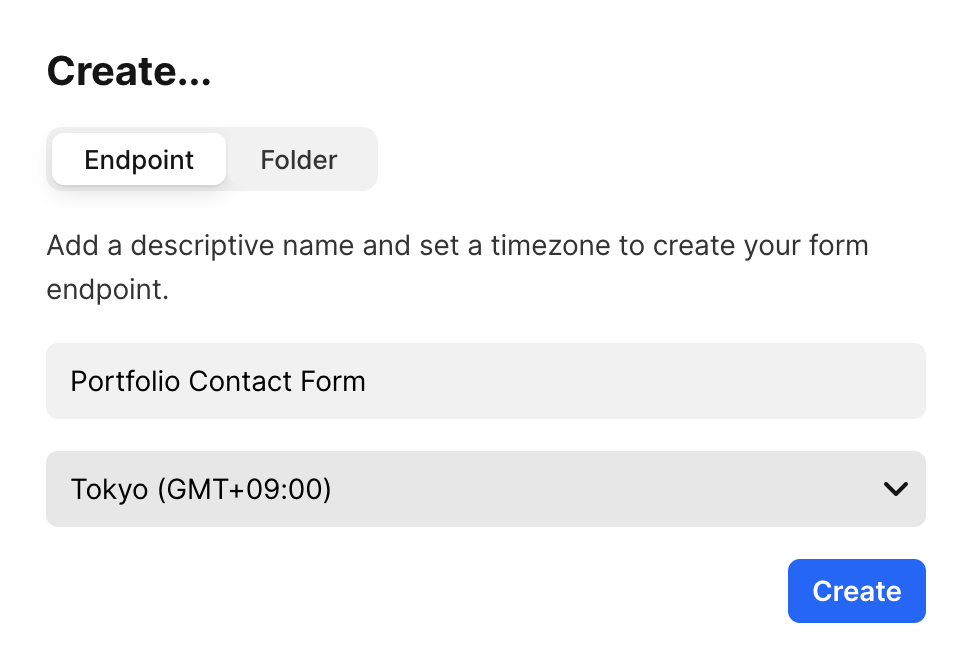 Create...
Endpoint
Folder
Add a descriptive name and set a timezone to create your form
endpoint.
Portfolio Contact Form
Tokyo (GMT+09:00)
Create